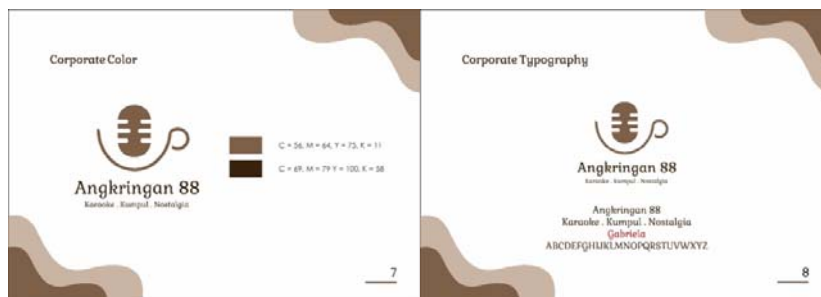 Corporate Color
C = 56, M = 64, Y = 75, K = 11
C = 69, M = 79 Y = 100, K = 58
Angkringan 88
Karaoke . Kumpul . Nostalgia
7
Corporate Typography
Angkringan 88
Karaoke . Kumpul . Nostalgia
Angkringan 88
Karaoke . Kumpul . Nostalgia
Gabriela
ABCDEFGHIJKLMNOPQRSTUVWXYZ
8